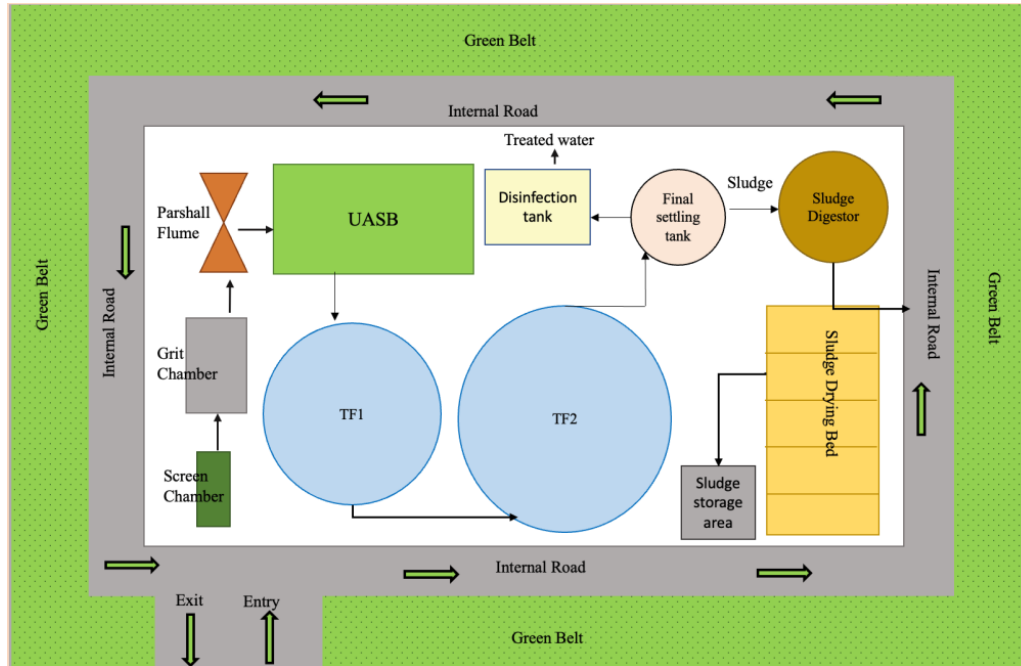 Green Belt
Internal Road
Treated water
Parshall
Flume
UASB
Disinfection
tank
Final
settling
tank
Sludge
Sludge
Digestor
Green Belt
Internal Road
Grit
Chamber
TF1
TF2
Sludge Drying Bed
Internal Road
Green Belt
Screen
Chamber
Sludge
storage
area
Internal Road
Exit
Entry
Green Belt